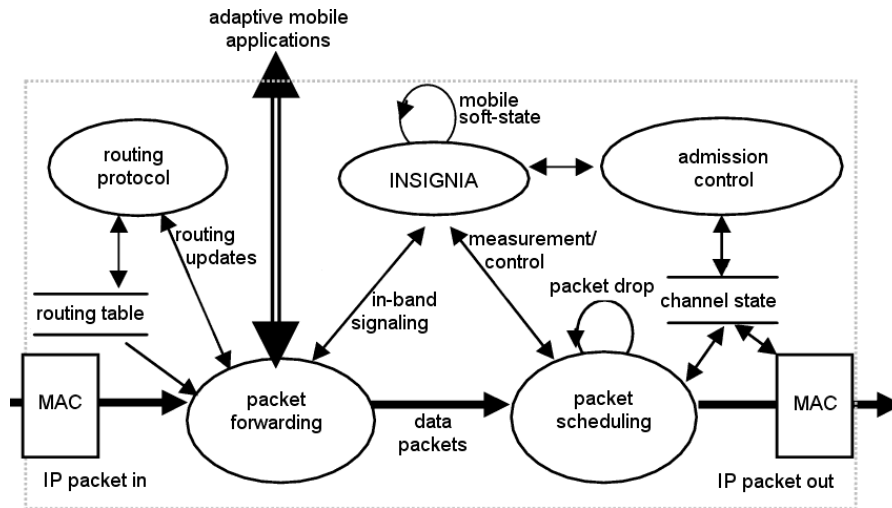 adaptive mobile
applications
mobile
soft-state
routing
protocol
INSIGNIA
admission
control
routing
updates
measurement/
control
in-band
signaling
packet drop
channel state
routing table
MAC
packet
forwarding
data
packets
packet
scheduling
MAC
IP packet in
IP packet out